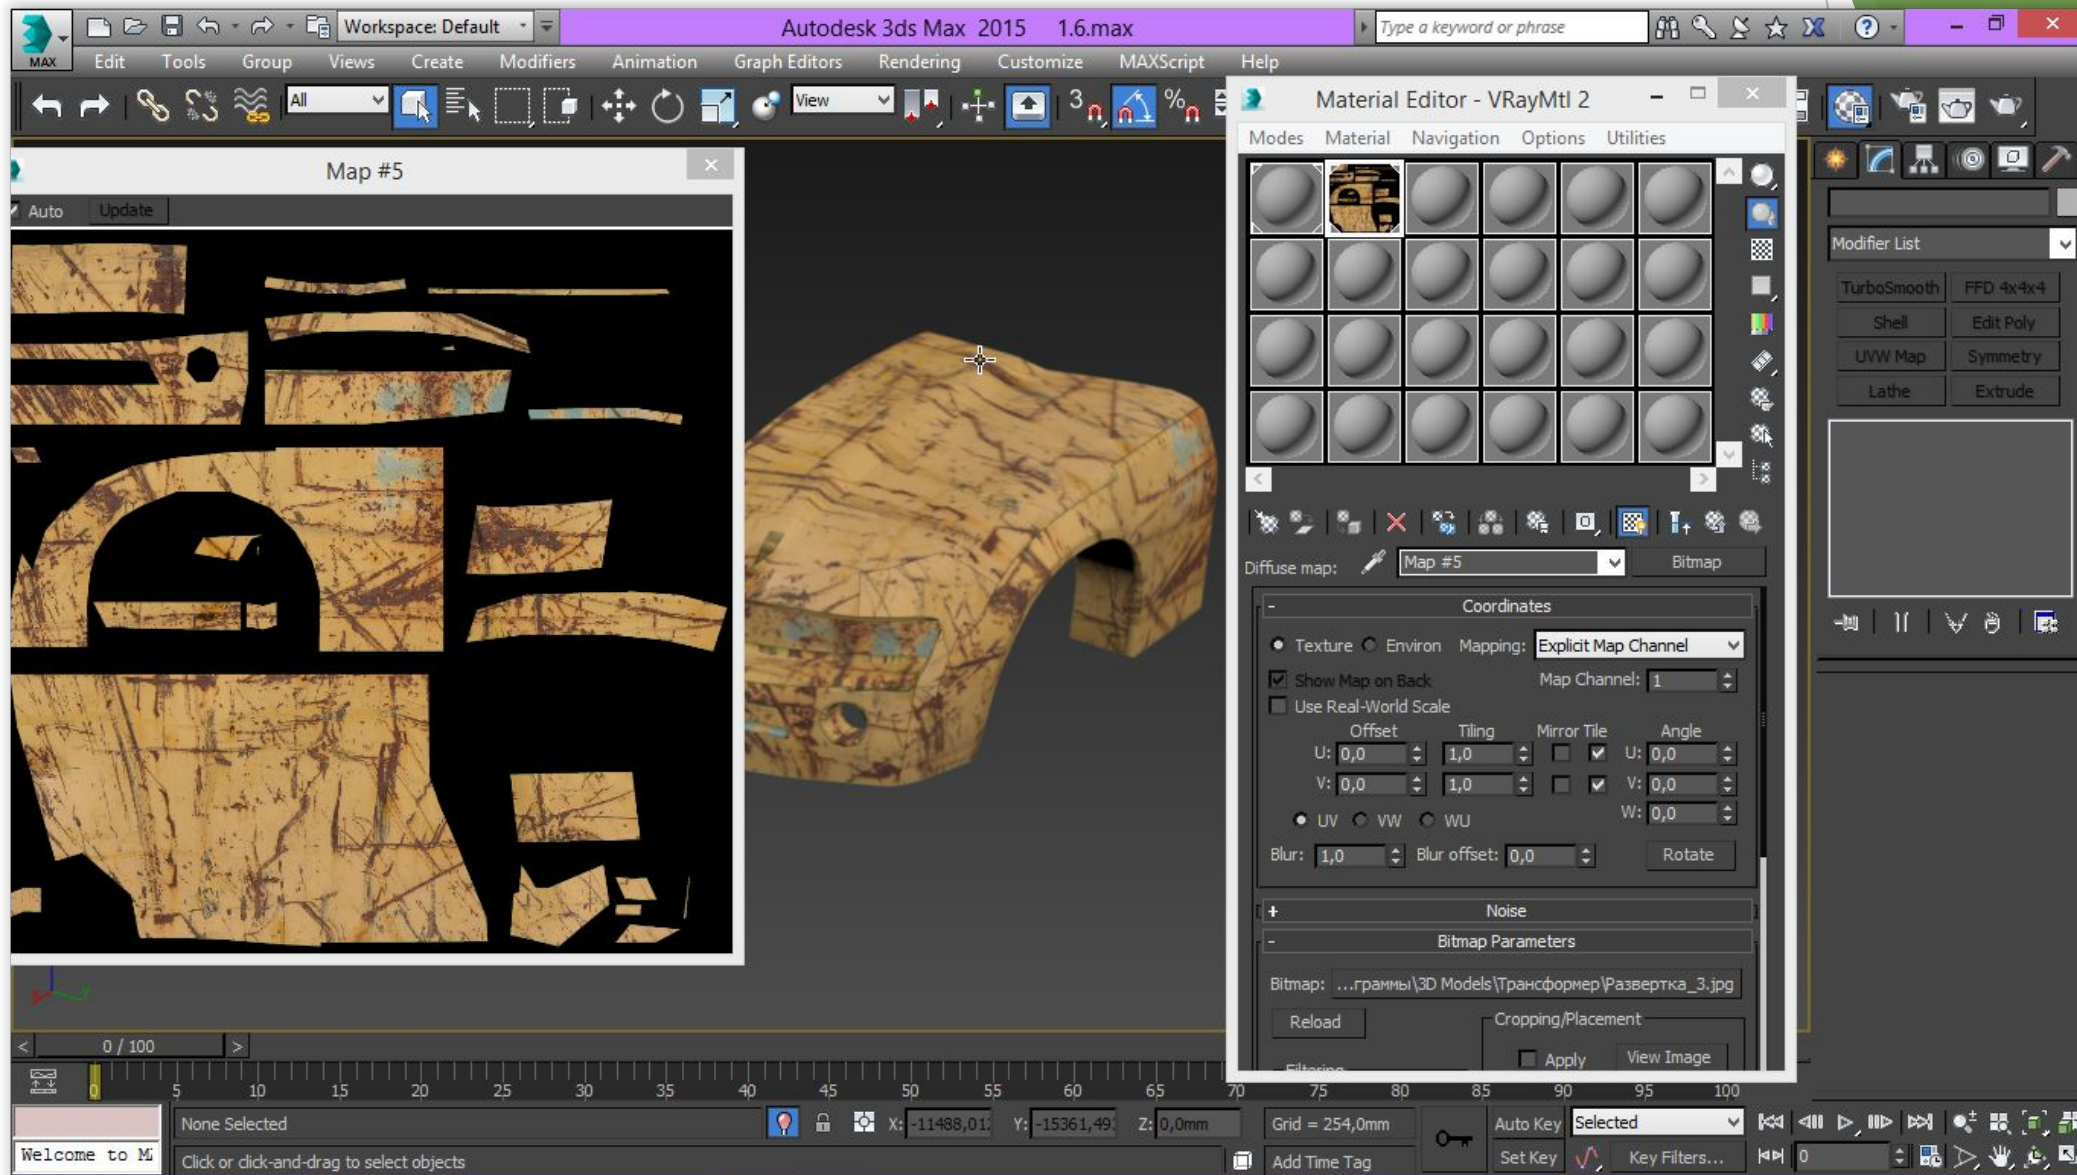 Workspace: Default
Autodesk 3ds Max 2015 1.6.max
Type a keyword or phrase
MAX Edit Tools Group Views Create Modifiers Animation Graph Editors Rendering Customize MAXScript Help
All
View
3
%
Map #5
Auto Update
Material Editor - VRayMtl 2
Modes Material Navigation Options Utilities
Diffuse map: Map #5 Bitmap
- Coordinates
Texture Environ Mapping: Explicit Map Channel
Show Map on Back Map Channel: 1
Use Real-World Scale
Offset Tiling Mirror Tile Angle
U: 0,0 1,0 U: 0,0
V: 0,0 1,0 V: 0,0
W: 0,0
UV VW WU
Blur: 1,0 Blur offset: 0,0 Rotate
+ Noise
- Bitmap Parameters
Bitmap: ...граммы\3D Models\Трансформер\Развертка_3.jpg
Reload
Cropping/Placement
Apply View Image
Filtering
Modifier List
TurboSmooth FFD 4x4x4
Shell Edit Poly
UVW Map Symmetry
Lathe Extrude
< 0 / 100 >
0 5 10 15 20 25 30 35 40 45 50 55 60 65 70 75 80 85 90 95 100
None Selected
X: -11488,01 Y: -15361,49 Z: 0,0mm
Grid = 254,0mm
Auto Key Selected
Welcome to M
Click or click-and-drag to select objects
Add Time Tag
Set Key Key Filters...
0